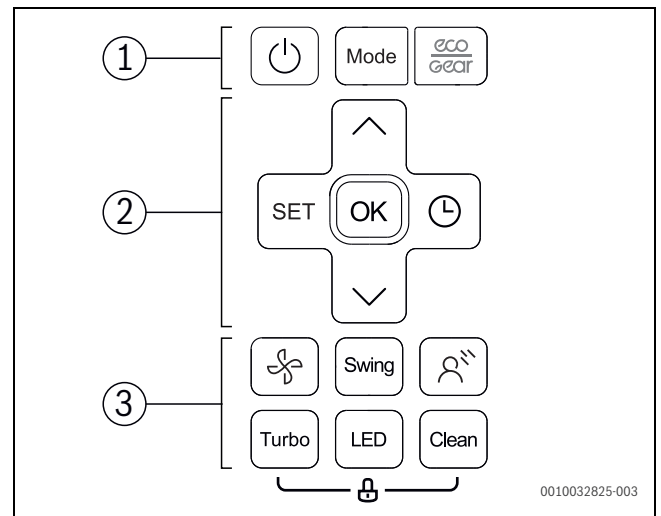 1
Mode
eco
Gear
2
SET
OK
3
Swing
Turbo
LED
Clean
0010032825-003